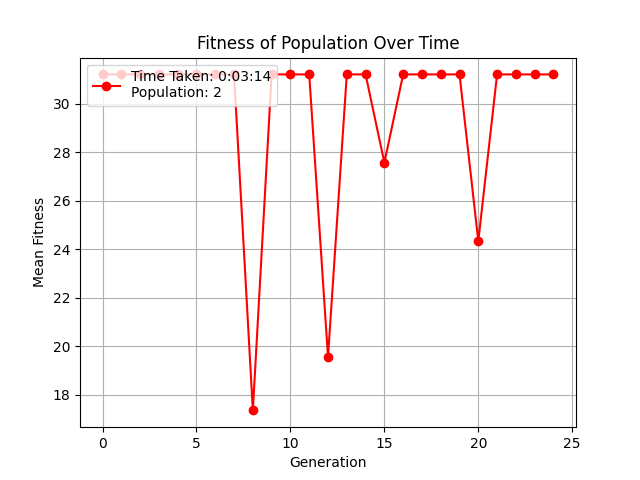 Fitness of Population Over Time
Time Taken: 0:03:14
Population: 2
30
28
26
24
22
20
18
Mean Fitness
0 5 10 15 20 25
Generation